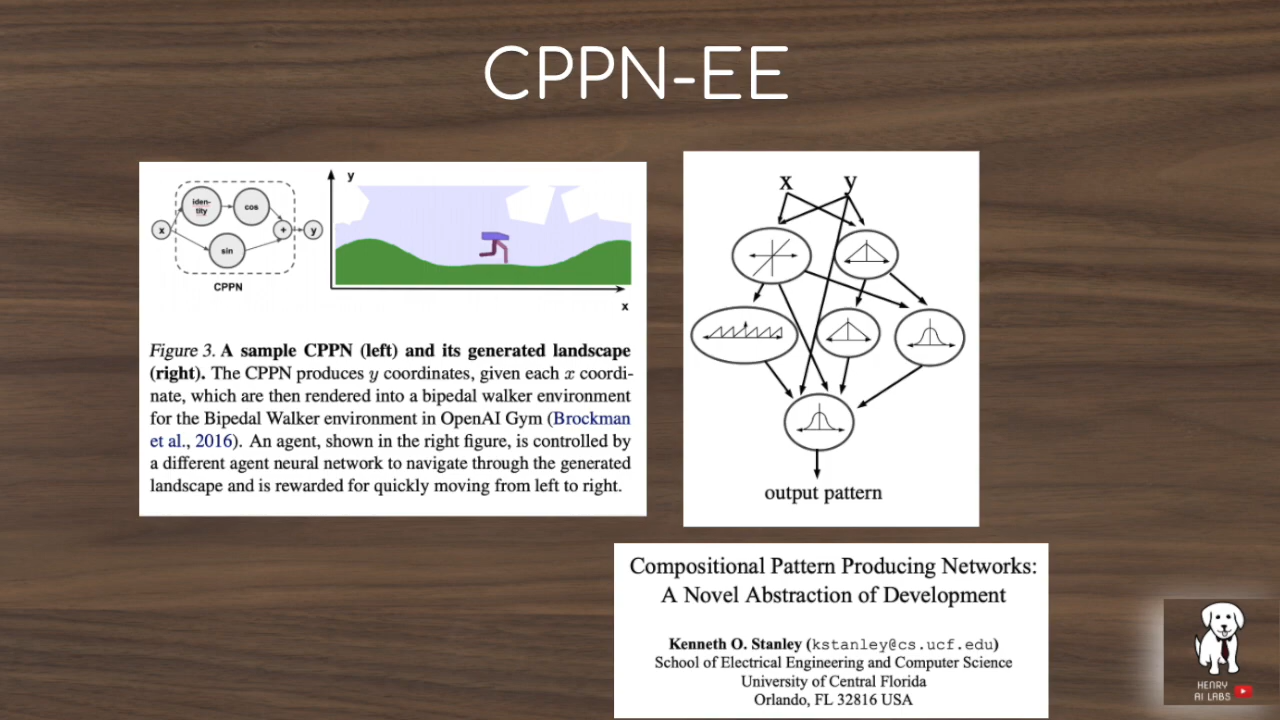 CPPN-EE
x
iden-
tity
cos
sin
+
y
CPPN
y
x
Figure 3. A sample CPPN (left) and its generated landscape
(right). The CPPN produces y coordinates, given each x coordi-
nate, which are then rendered into a bipedal walker environment
for the Bipedal Walker environment in OpenAI Gym (Brockman
et al., 2016). An agent, shown in the right figure, is controlled by
a different agent neural network to navigate through the generated
landscape and is rewarded for quickly moving from left to right.
x y
output pattern
Compositional Pattern Producing Networks:
A Novel Abstraction of Development
Kenneth O. Stanley (kstanley@cs.ucf.edu)
School of Electrical Engineering and Computer Science
University of Central Florida
Orlando, FL 32816 USA
HENRY
AI LABS